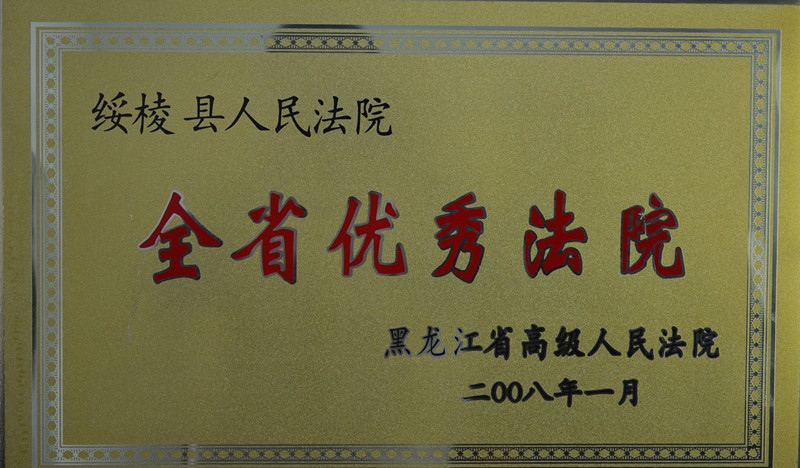 绥棱县人民法院
全省优秀法院
黑龙江省高级人民法院
二00八年一月